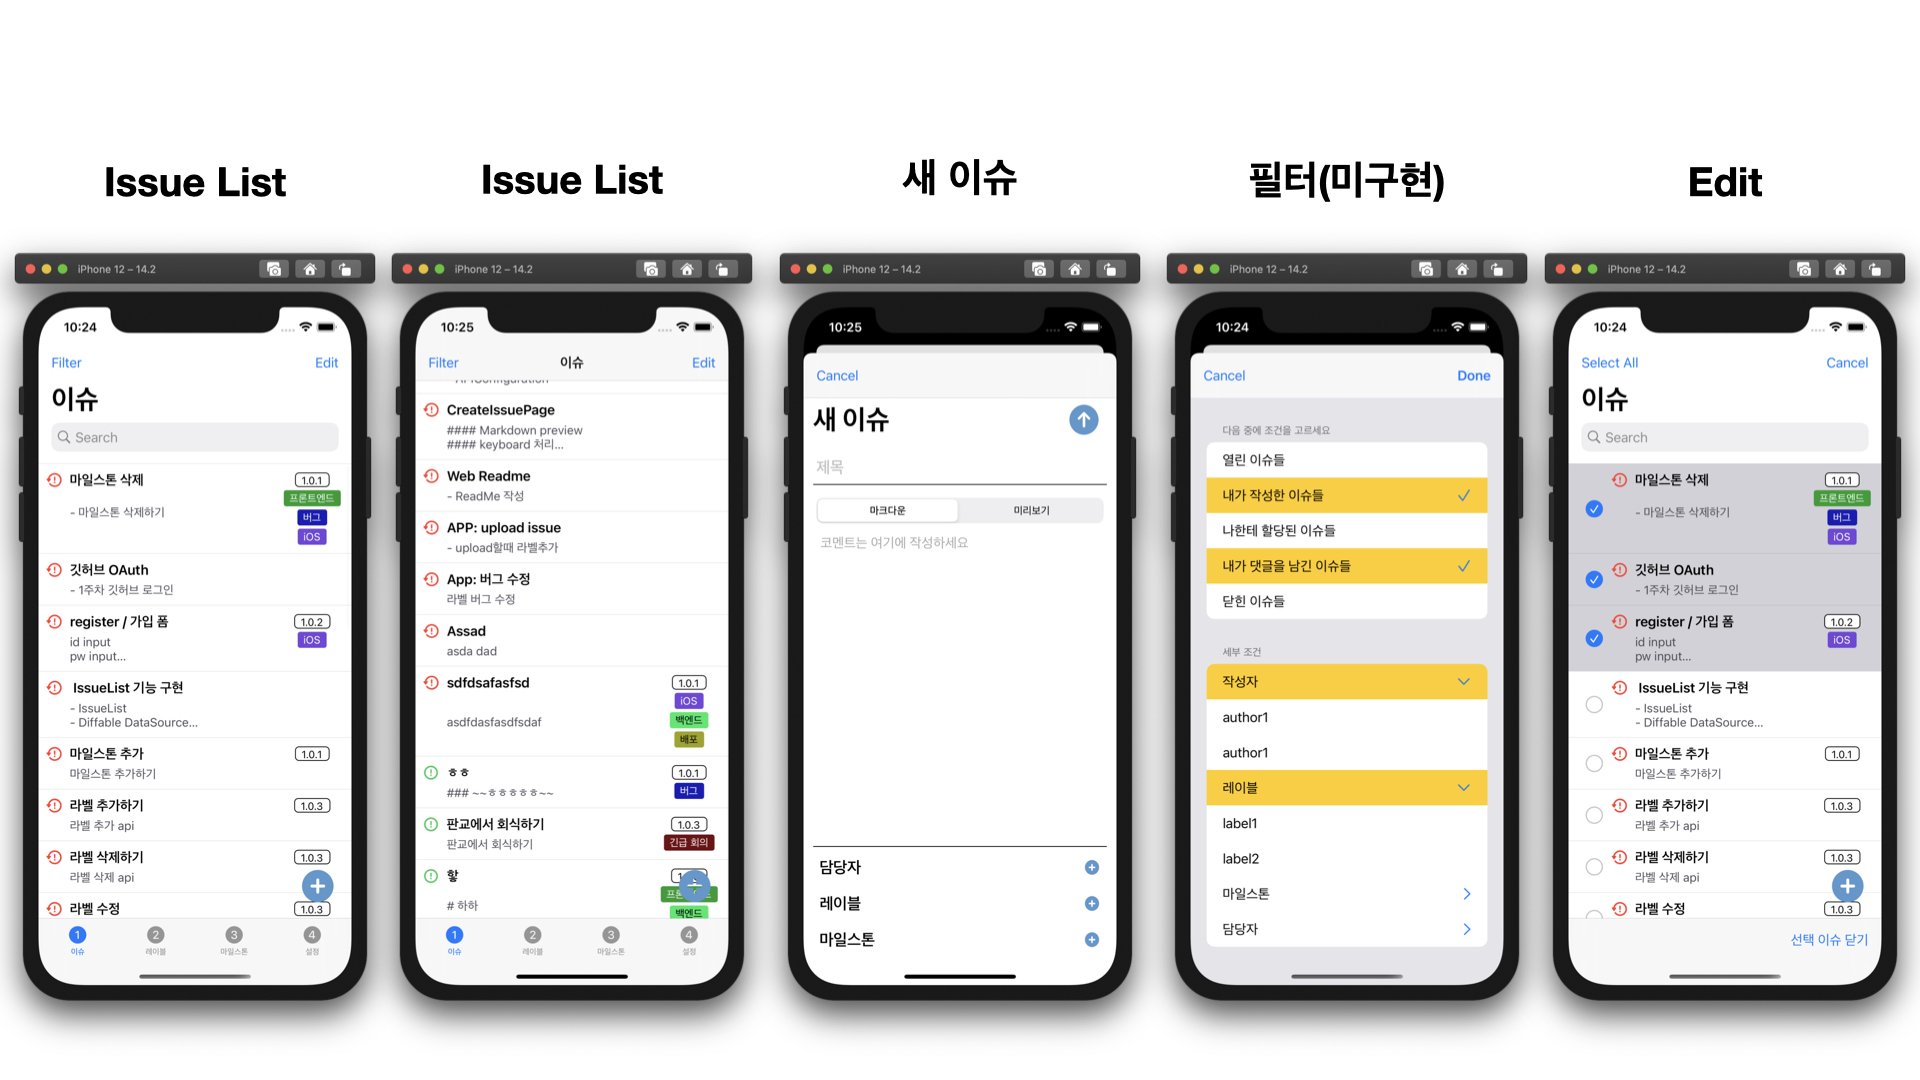 Issue List
Issue List
새 이슈
필터(미구현)
Edit
iPhone 12 – 14.2
10:24
Filter
Edit
이슈
Search
마일스톤 삭제
1.0.1
프론트엔드
- 마일스톤 삭제하기
버그
iOS
깃허브 OAuth
- 1주차 깃허브 로그인
register / 가입 폼
1.0.2
id input
iOS
pw input...
IssueList 기능 구현
- IssueList
- Diffable DataSource...
마일스톤 추가
1.0.1
마일스톤 추가하기
라벨 추가하기
1.0.3
라벨 추가 api
라벨 삭제하기
1.0.3
라벨 삭제 api
라벨 수정
1.0.3
1
2
3
4
이슈
레이블
마일스톤
설정
iPhone 12 – 14.2
10:25
Filter
이슈
Edit
CreateIssuePage
#### Markdown preview
#### keyboard 처리...
Web Readme
- ReadMe 작성
APP: upload issue
- upload할때 라벨추가
App: 버그 수정
라벨 버그 수정
Assad
asda dad
sdfdsafasfsd
1.0.1
iOS
asdfdasfasdfsdaf
백엔드
배포
ㅎㅎ
1.0.1
### ~~ㅎㅎㅎㅎㅎ~~
버그
판교에서 회식하기
1.0.3
판교에서 회식하기
긴급 회의
핳
# 하하
백엔드
1
2
3
4
이슈
레이블
마일스톤
설정
iPhone 12 – 14.2
10:25
Cancel
새 이슈
제목
마크다운
미리보기
코멘트는 여기에 작성하세요
담당자
레이블
마일스톤
iPhone 12 – 14.2
10:24
Cancel
Done
다음 중에 조건을 고르세요
열린 이슈들
내가 작성한 이슈들
나한테 할당된 이슈들
내가 댓글을 남긴 이슈들
닫힌 이슈들
세부 조건
작성자
author1
author1
레이블
label1
label2
마일스톤
담당자
iPhone 12 – 14.2
10:24
Select All
Cancel
이슈
Search
마일스톤 삭제
1.0.1
프론트엔드
- 마일스톤 삭제하기
버그
iOS
깃허브 OAuth
- 1주차 깃허브 로그인
register / 가입 폼
1.0.2
id input
iOS
pw input...
IssueList 기능 구현
- IssueList
- Diffable DataSource...
마일스톤 추가
1.0.1
마일스톤 추가하기
라벨 추가하기
1.0.3
라벨 추가 api
라벨 삭제하기
1.0.3
라벨 삭제 api
라벨 수정
1.0.3
선택 이슈 닫기